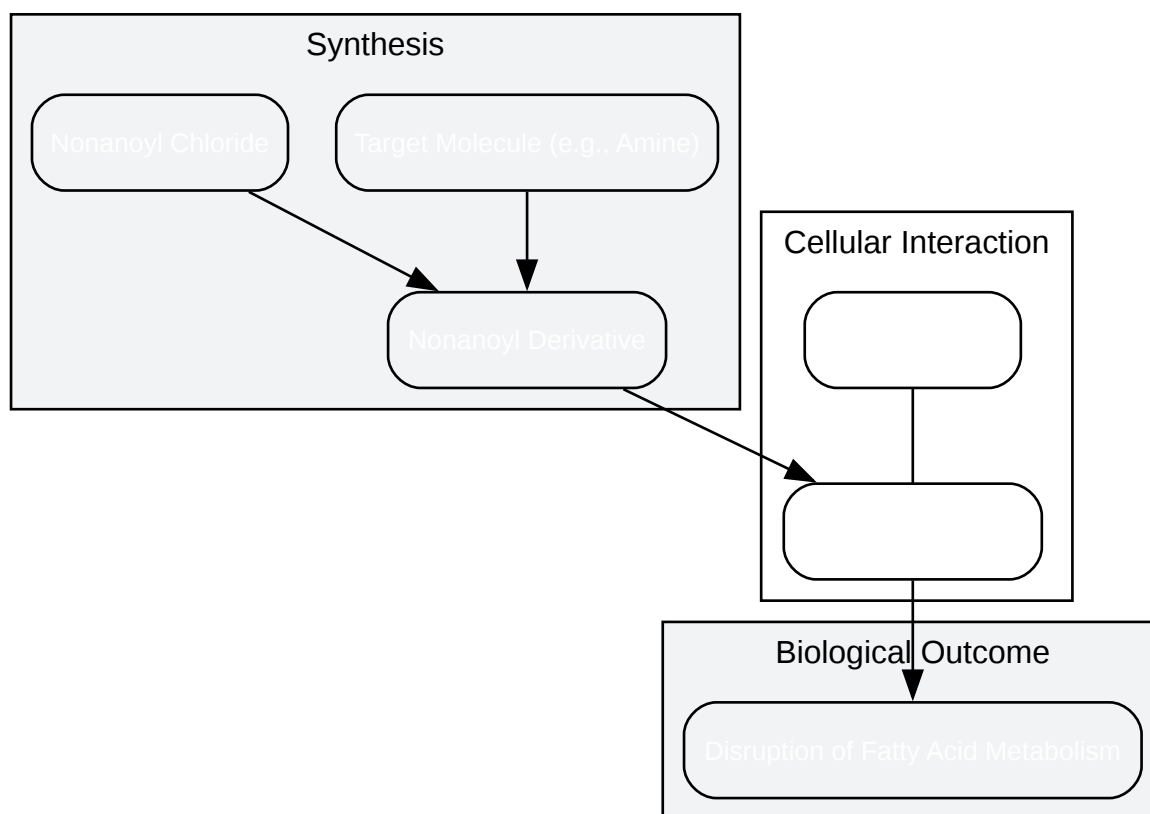 Synthesis
Nonanoyl Chloride
Target Molecule (e.g., Amine)
Nonanoyl Derivative
Cellular Interaction
Biological Outcome
Disruption of Fatty Acid Metabolism